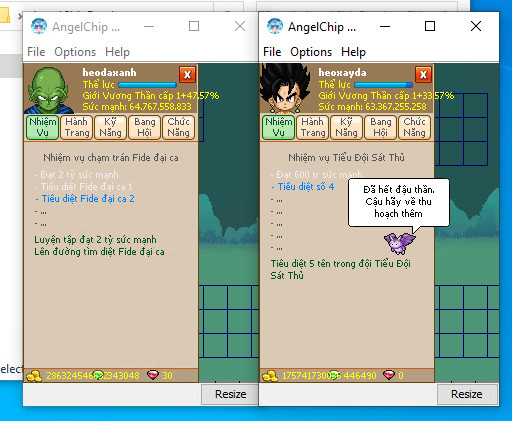 AngelChip ...
File Options Help
heodaxanh
X
Thể lực
Giới Vương Thần cấp 1+47.57%
Sức mạnh: 64.767.558.833
Nhiệm Vụ
Hành Trang
Kỹ Năng
Bang Hội
Chức Năng
Nhiệm vụ chạm trán Fide đại ca
- Đạt 2 tỷ sức mạnh
- Tiêu diệt Fide đại ca 1
- Tiêu diệt Fide đại ca 2
- ,,,
- ,,,
Luyện tập đạt 2 tỷ sức mạnh
Lên đường tìm diệt Fide đại ca
30
Resize
AngelChip ...
File Options Help
heoxayda
X
Thể lực
Giới Vương Thần cấp 1+33.57%
Sức mạnh: 63.367.255.258
Nhiệm Vụ
Hành Trang
Kỹ Năng
Bang Hội
Chức Năng
Nhiệm vụ Tiểu Đội Sát Thủ
- Đạt 600 tr sức mạnh
- Tiêu diệt số 4
- ,,,
- ,,,
- ,,,
- ,,,
Đã hết đậu thần.
Cậu hãy về thu
hoạch thêm
Tiêu diệt 5 tên trong đội Tiểu Đội
Sát Thủ
446490
0
Resize
elect